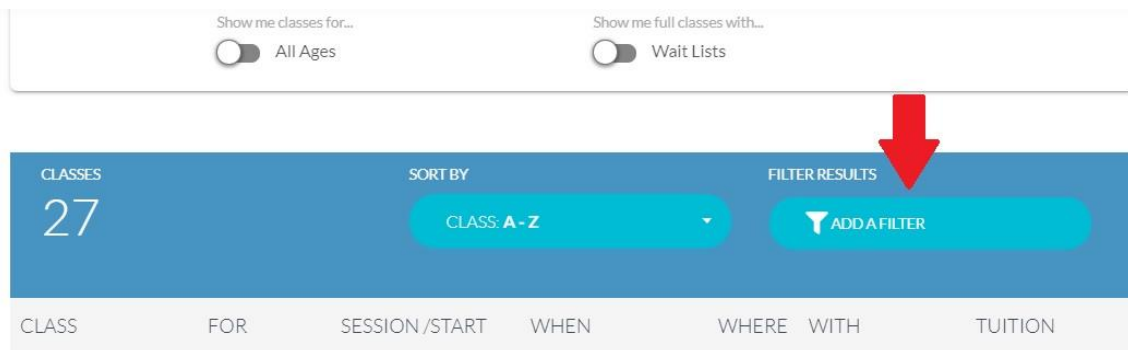 Show me classes for...
Show me full classes with...
All Ages
Wait Lists
CLASSES
SORT BY
FILTER RESULTS
27
CLASS: A - Z
ADD A FILTER
CLASS FOR SESSION /START WHEN WHERE WITH TUITION